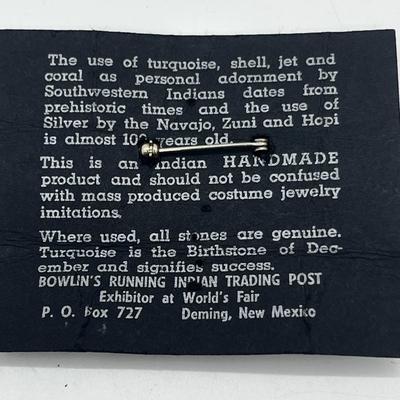 The use of turquoise, shell, jet and
coral as personal adornment by
Southwestern Indians dates from
prehistoric times and the use of
Silver by the Navajo, Zuni and Hopi
is almost 100 years old.
This is an Indian HANDMADE
product and should not be confused
with mass produced costume jewelry
imitations.
Where used, all stones are genuine.
Turquoise is the Birthstone of Dec-
ember and signifies success.
BOWLIN'S RUNNING INDIAN TRADING POST
Exhibitor at World's Fair
P. O. Box 727 Deming, New Mexico